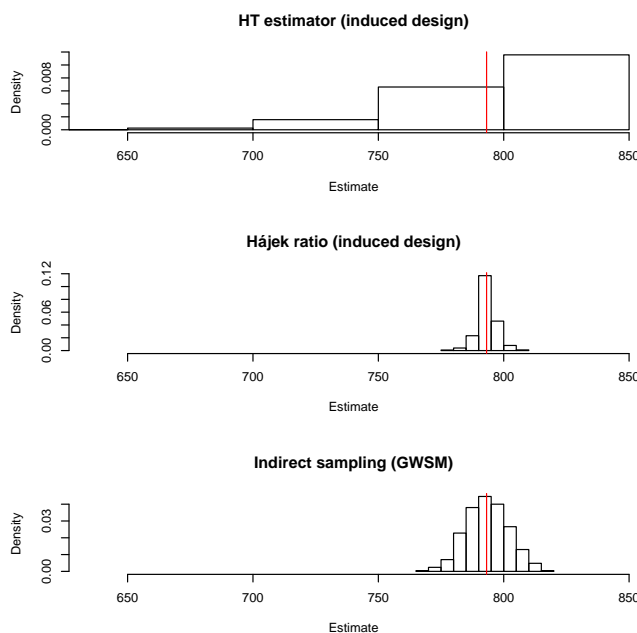 HT estimator (induced design)
Density
0.000 0.008
650 700 750 800 850
Estimate
Hájek ratio (induced design)
Density
0.00 0.06 0.12
650 700 750 800 850
Estimate
Indirect sampling (GWSM)
Density
0.00 0.03
650 700 750 800 850
Estimate